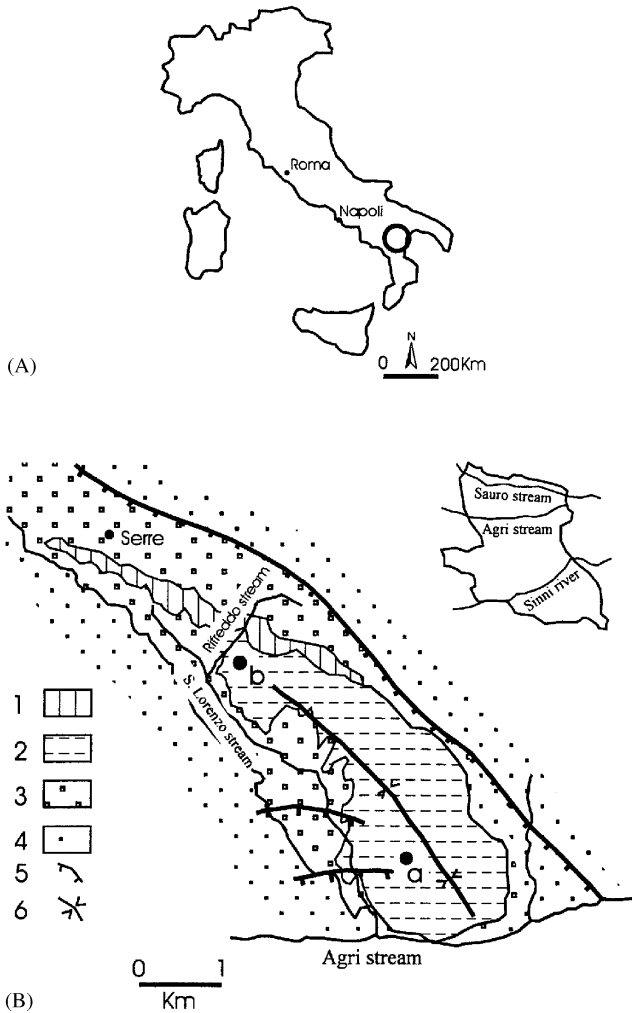 Roma
Napoli
N
0 200Km
(A)
Sauro stream
Agri stream
Sinni river
Serre
Rifreddo stream
b
S. Lorenzo stream
1
2
3
4
5
6
a
Agri stream
0 1
Km
(B)